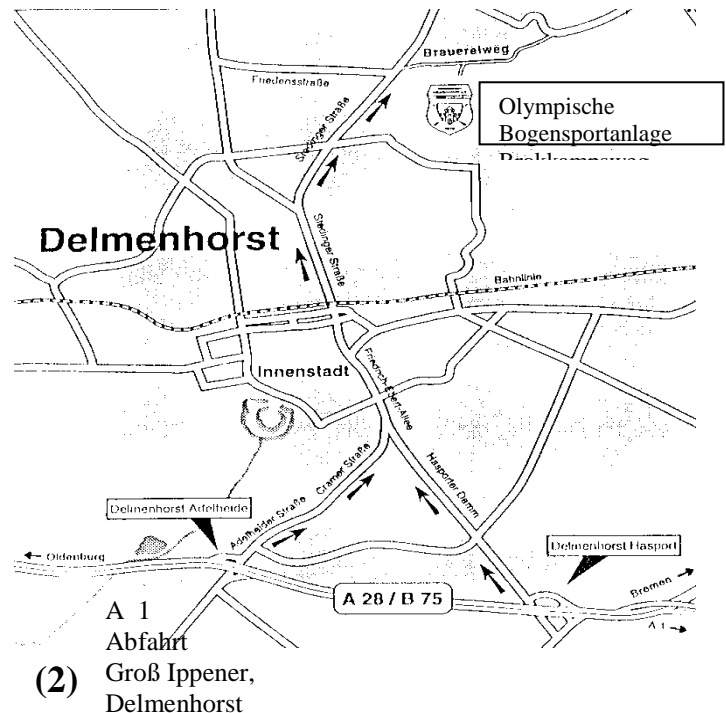 Brauereiweg
Friedensstraße
Stedinger Straße
Olympische
Bogensportanlage
Brokkampsweg
Delmenhorst
Stedinger Straße
Bahnlinie
Innenstadt
Friedrich-Ebert-Allee
Cramer Straße
Hasporter Damm
Delmenhorst Adelheide
Adelheider Straße
Oldenburg
Delmenhorst Hasport
A 28 / B 75
Bremen
A 1
A 1
Abfahrt
(2) Groß Ippener,
Delmenhorst